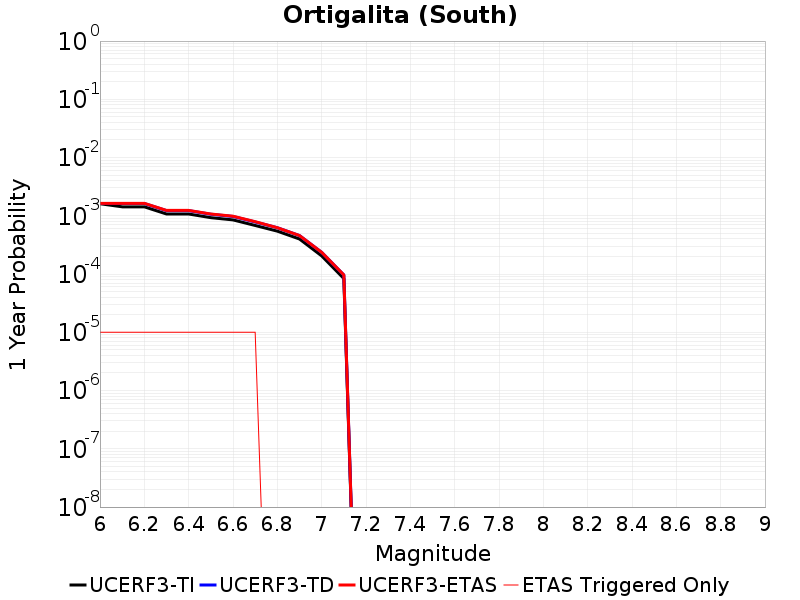 Ortigalita (South)
1 Year Probability
10^0
10^-1
10^-2
10^-3
10^-4
10^-5
10^-6
10^-7
10^-8
6 6.2 6.4 6.6 6.8 7 7.2 7.4 7.6 7.8 8 8.2 8.4 8.6 8.8 9
Magnitude
UCERF3-TI UCERF3-TD UCERF3-ETAS ETAS Triggered Only